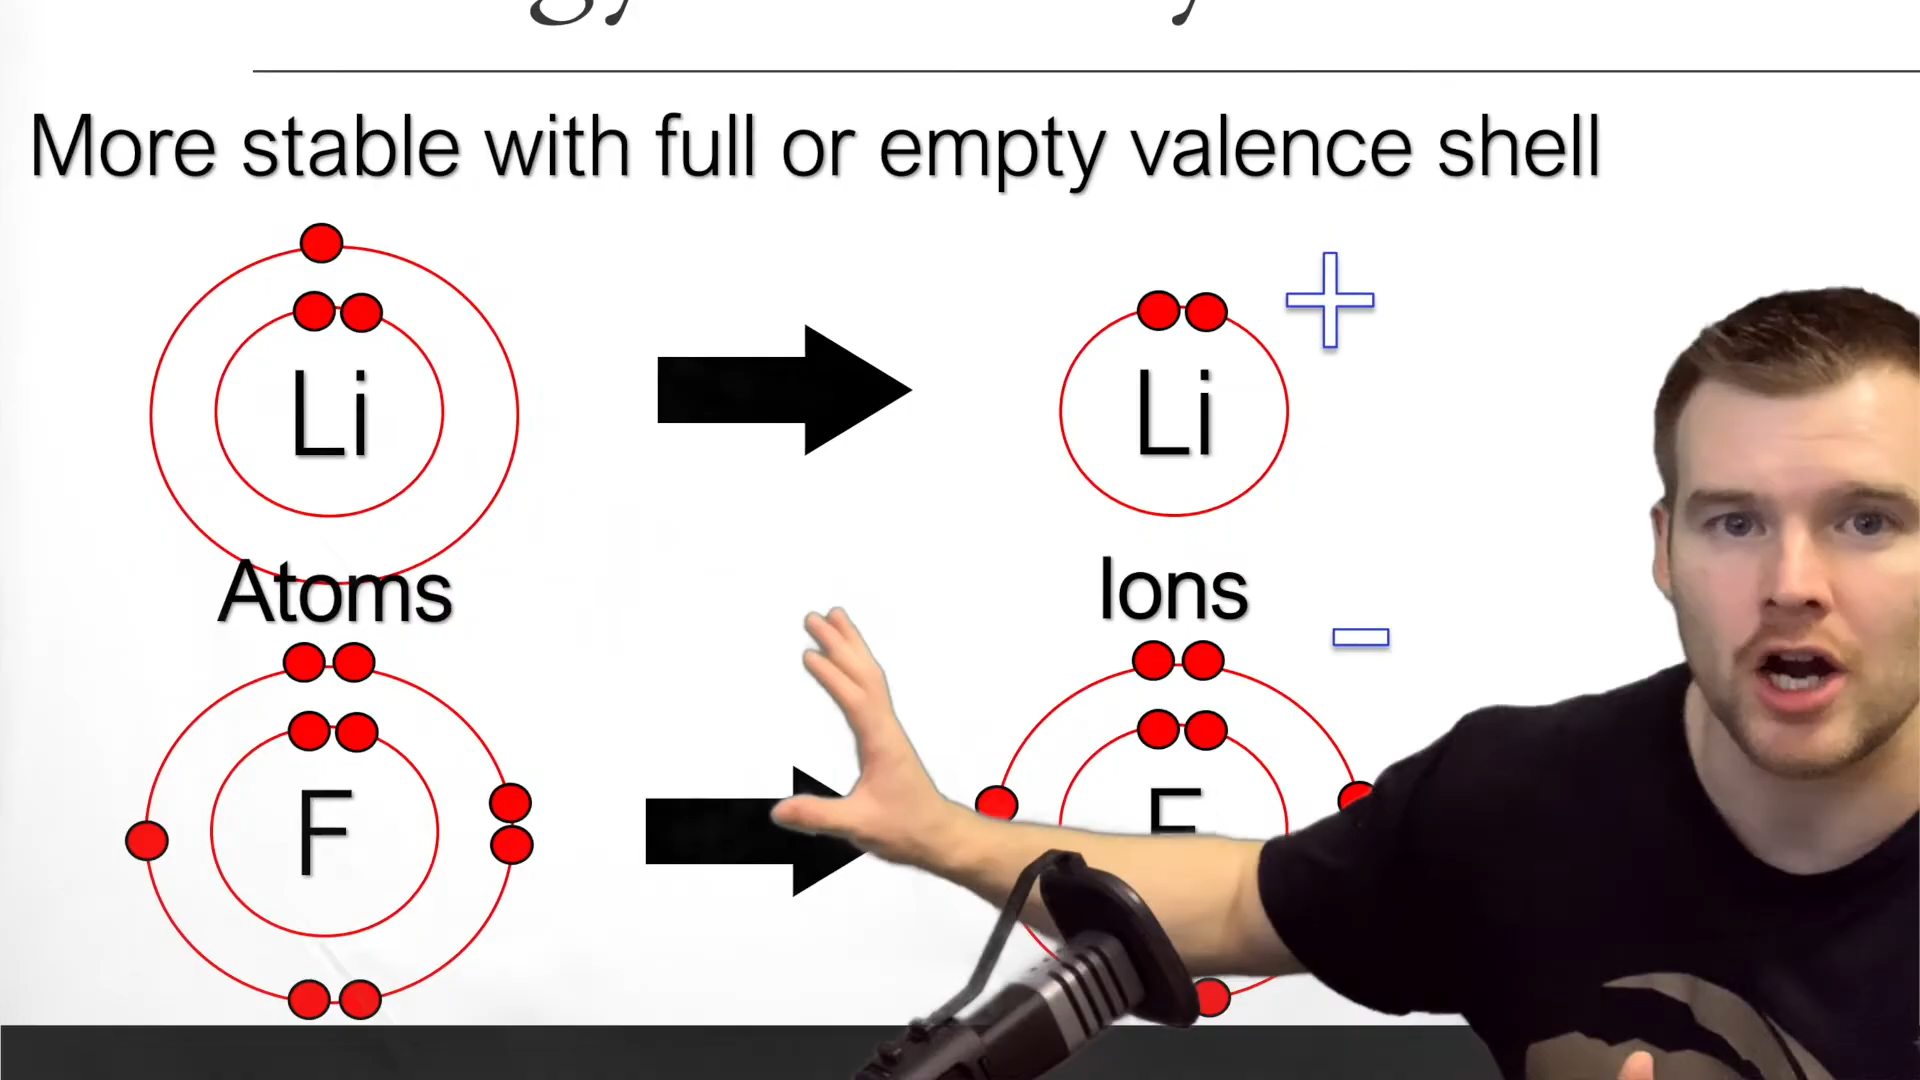 More stable with full or empty valence shell
Li
Li
+
Atoms
Ions
–
F
F